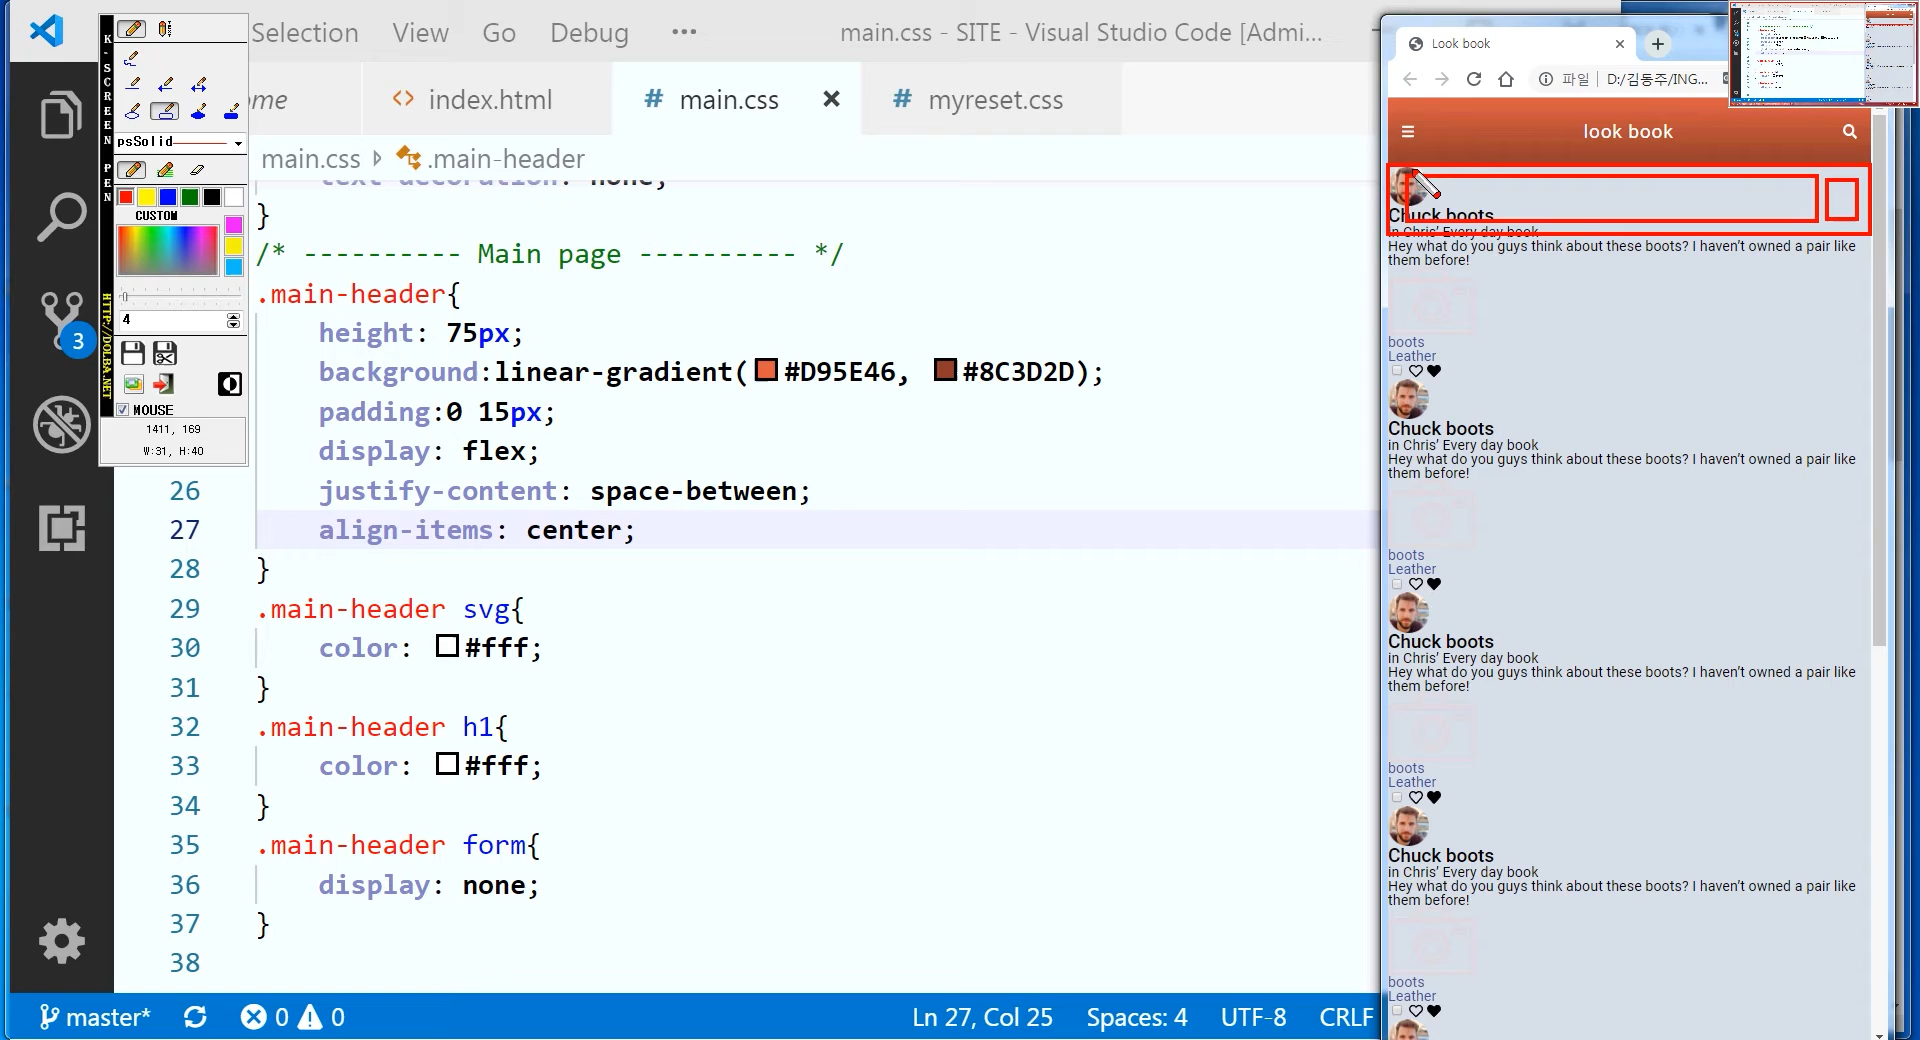 Selection View Go Debug ··· main.css - SITE - Visual Studio Code [Admi...
ome <> index.html # main.css # myreset.css
main.css .main-header
text-decoration: none;
}
/* ---------- Main page ---------- */
.main-header{
height: 75px;
background:linear-gradient(#D95E46, #8C3D2D);
padding:0 15px;
display: flex;
26 justify-content: space-between;
27 align-items: center;
28 }
29 .main-header svg{
30 color: #fff;
31 }
32 .main-header h1{
33 color: #fff;
34 }
35 .main-header form{
36 display: none;
37 }
38
3
master* 0 0 Ln 27, Col 25 Spaces: 4 UTF-8 CRLF
K-SCREEN PEN
HTTP://DOLBA.NET
psSolid
CUSTOM
4
MOUSE
1411, 169
W:31, H:40
Look book
파일 D:/김동주/ING...
look book
Chuck boots
in Chris’ Every day book
Hey what do you guys think about these boots? I haven’t owned a pair like
them before!
boots
Leather
Chuck boots
in Chris’ Every day book
Hey what do you guys think about these boots? I haven’t owned a pair like
them before!
boots
Leather
Chuck boots
in Chris’ Every day book
Hey what do you guys think about these boots? I haven’t owned a pair like
them before!
boots
Leather
Chuck boots
in Chris’ Every day book
Hey what do you guys think about these boots? I haven’t owned a pair like
them before!
boots
Leather